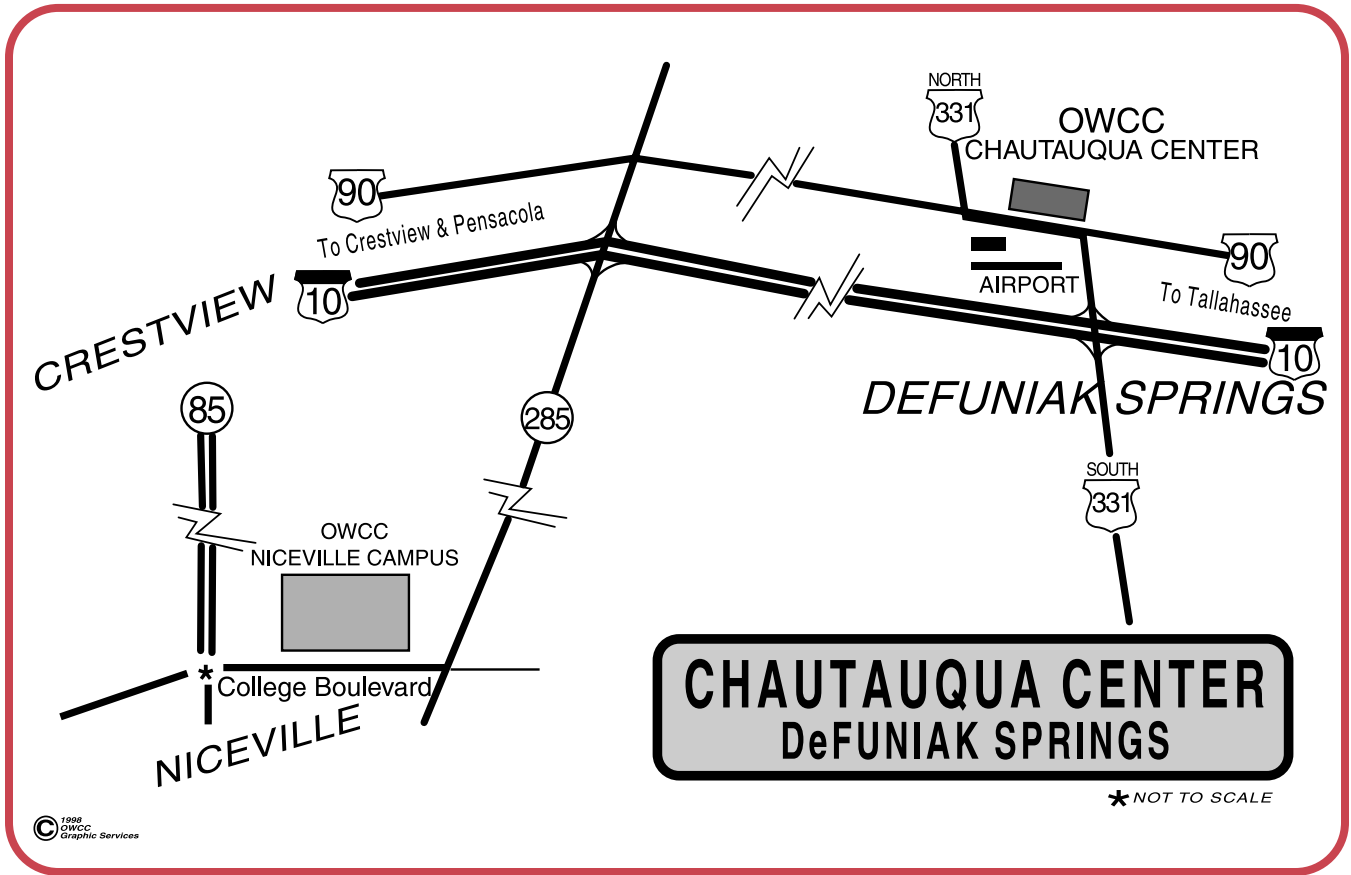 NORTH
331
OWCC
CHAUTAUQUA CENTER
90
To Crestview & Pensacola
90
10
AIRPORT
To Tallahassee
CRESTVIEW
10
DEFUNIAK SPRINGS
85
285
SOUTH
331
OWCC
NICEVILLE CAMPUS
*
College Boulevard
NICEVILLE
CHAUTAUQUA CENTER
DeFUNIAK SPRINGS
* NOT TO SCALE
© 1998
OWCC
Graphic Services